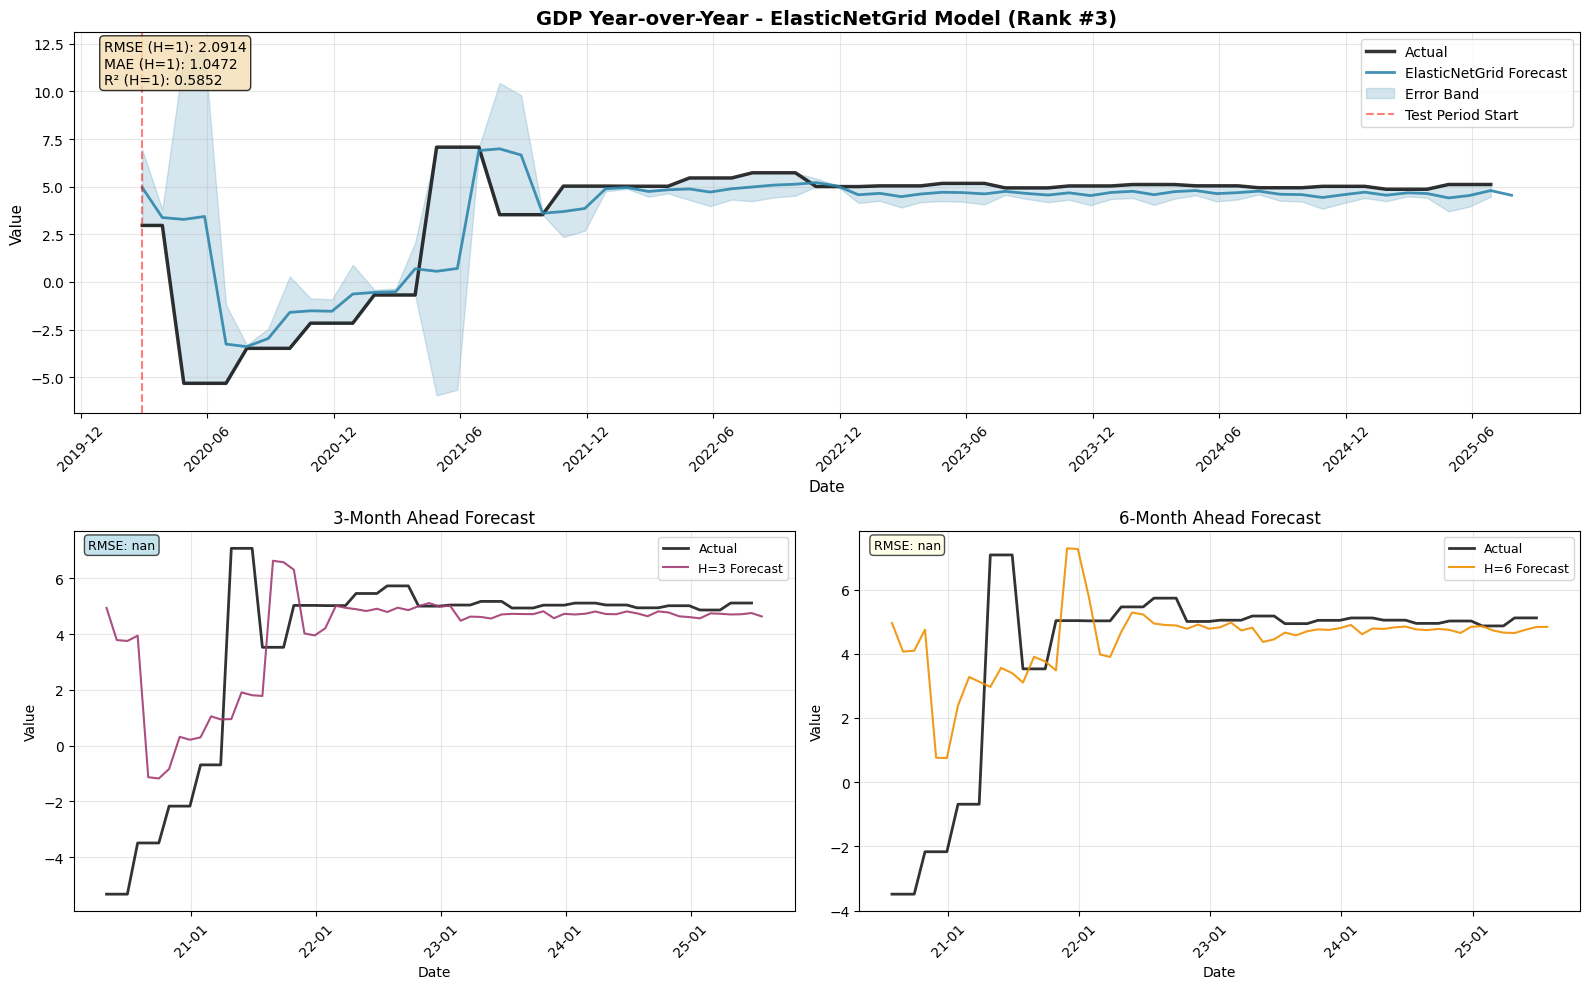 GDP Year-over-Year - ElasticNetGrid Model (Rank #3)
RMSE (H=1): 2.0914
MAE (H=1): 1.0472
R² (H=1): 0.5852
Actual
ElasticNetGrid Forecast
Error Band
Test Period Start
12.5
10.0
7.5
5.0
2.5
0.0
−2.5
−5.0
Value
2019-12
2020-06
2020-12
2021-06
2021-12
2022-06
2022-12
2023-06
2023-12
2024-06
2024-12
2025-06
Date
3-Month Ahead Forecast
RMSE: nan
Actual
H=3 Forecast
6
4
2
0
−2
−4
Value
21-01
22-01
23-01
24-01
25-01
Date
6-Month Ahead Forecast
RMSE: nan
Actual
H=6 Forecast
6
4
2
0
−2
−4
Value
21-01
22-01
23-01
24-01
25-01
Date